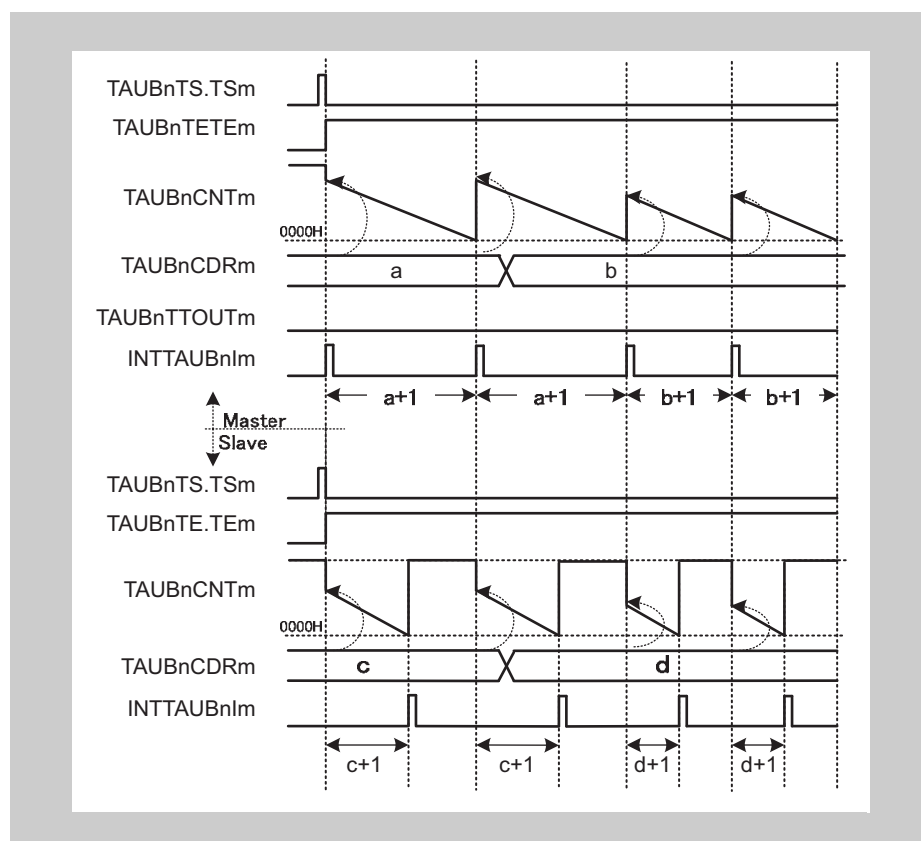 TAUBnTS.TSm
TAUBnTETEm
TAUBnCNTm
0000H
TAUBnCDRm
a
b
TAUBnTTOUTm
INTTAUBnIm
a+1
a+1
b+1
b+1
Master
Slave
TAUBnTS.TSm
TAUBnTE.TEm
TAUBnCNTm
0000H
TAUBnCDRm
c
d
INTTAUBnIm
c+1
c+1
d+1
d+1